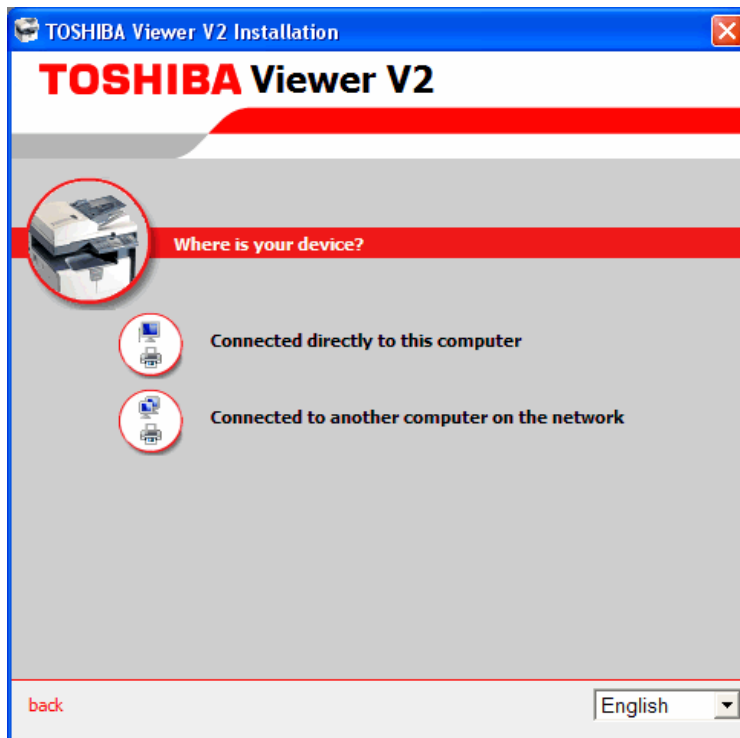 TOSHIBA Viewer V2 Installation
TOSHIBA Viewer V2
Where is your device?
Connected directly to this computer
Connected to another computer on the network
back
English